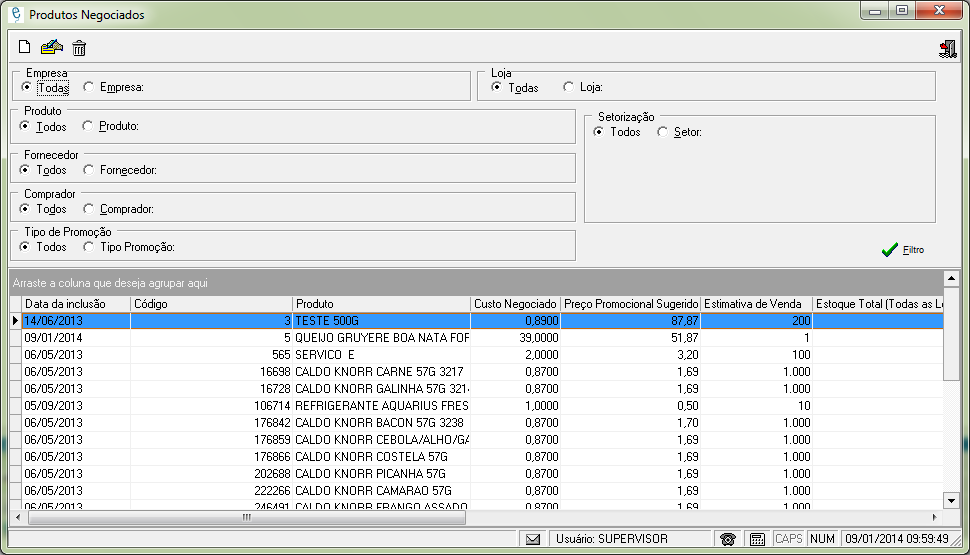 Produtos Negociados
Empresa
Todas Empresa:
Loja
Todas Loja:
Produto
Todos Produto:
Setorização
Todos Setor:
Fornecedor
Todos Fornecedor:
Comprador
Todos Comprador:
Tipo de Promoção
Todos Tipo Promoção:
Filtro
Arraste a coluna que deseja agrupar aqui
Data da inclusão Código Produto Custo Negociado Preço Promocional Sugerido Estimativa de Venda Estoque Total (Todas as Lo
14/06/2013 3 TESTE 500G 0,8900 87,87 200
09/01/2014 5 QUEIJO GRUYERE BOA NATA FOR 39,0000 51,87 1
06/05/2013 565 SERVICO E 2,0000 3,20 100
06/05/2013 16698 CALDO KNORR CARNE 57G 3217 0,8700 1,69 1.000
06/05/2013 16728 CALDO KNORR GALINHA 57G 3214 0,8700 1,69 1.000
05/09/2013 106714 REFRIGERANTE AQUARIUS FRES 1,0000 0,50 10
06/05/2013 176842 CALDO KNORR BACON 57G 3238 0,8700 1,70 1.000
06/05/2013 176859 CALDO KNORR CEBOLA/ALHO/GA 0,8700 1,69 1.000
06/05/2013 176866 CALDO KNORR COSTELA 57G 0,8700 1,69 1.000
06/05/2013 202688 CALDO KNORR PICANHA 57G 0,8700 1,69 1.000
06/05/2013 222266 CALDO KNORR CAMARAO 57G 0,8700 1,69 1.000
06/05/2013 246491 CALDO KNORR FRANGO ASSADO 0,8700 1,69 1.000
Usuário: SUPERVISOR CAPS NUM 09/01/2014 09:59:49